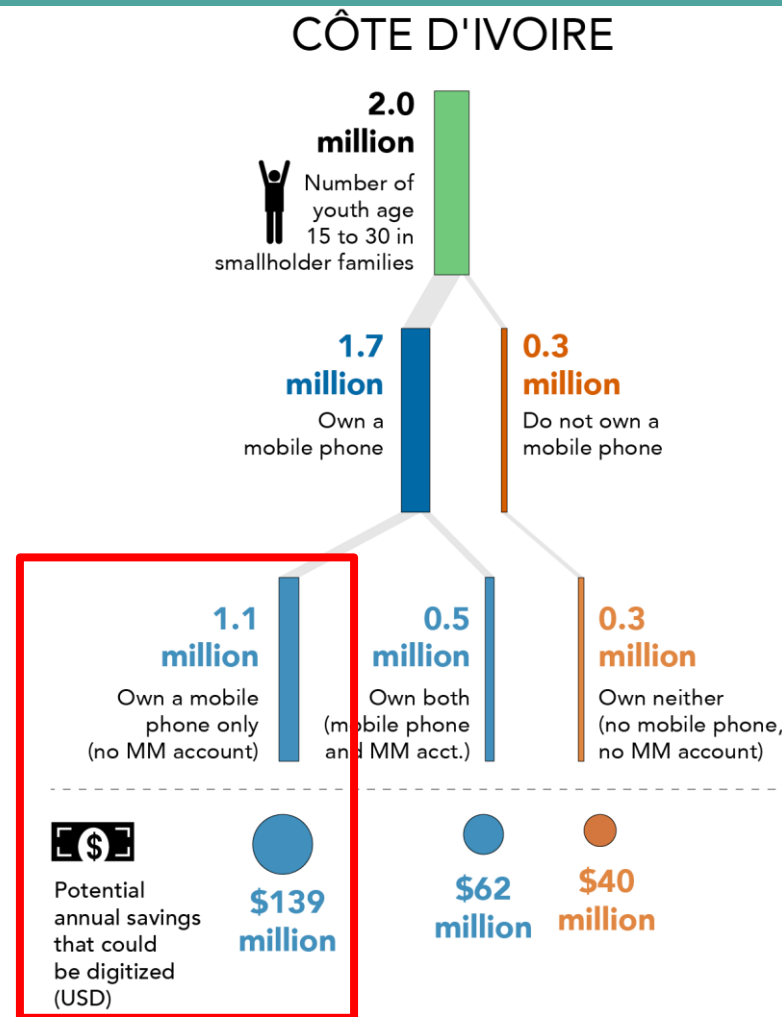 CÔTE D'IVOIRE
2.0
million
Number of
youth age
15 to 30 in
smallholder families
1.7
million
Own a
mobile phone
0.3
million
Do not own a
mobile phone
1.1
million
Own a mobile
phone only
(no MM account)
0.5
million
Own both
(mobile phone
and MM acct.)
0.3
million
Own neither
(no mobile phone,
no MM account)
$
Potential
annual savings
that could
be digitized
(USD)
$139
million
$62
million
$40
million